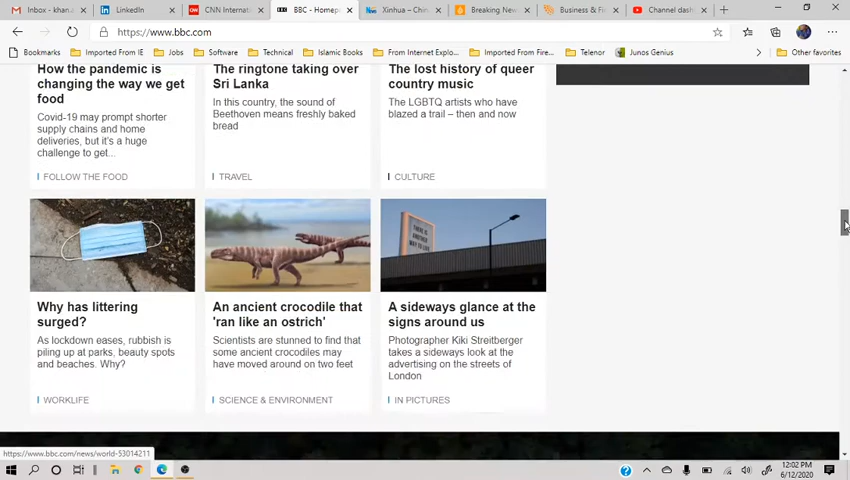 Inbox - khan.
LinkedIn
CNN Internati
BBC - Homep
Xinhua – Chin
Breaking New
Business & Fi
Channel dash
https://www.bbc.com
Bookmarks
Imported From IE
Jobs
Software
Technical
Islamic Books
From Internet Explo...
Imported From Fire...
Telenor
Junos Genius
Other favorites
How the pandemic is
changing the way we get
food
Covid-19 may prompt shorter
supply chains and home
deliveries, but it's a huge
challenge to get...
FOLLOW THE FOOD
The ringtone taking over
Sri Lanka
In this country, the sound of
Beethoven means freshly baked
bread
TRAVEL
The lost history of queer
country music
The LGBTQ artists who have
blazed a trail – then and now
CULTURE
THERE IS
ANOTHER
WAY TO LIVE
Why has littering
surged?
As lockdown eases, rubbish is
piling up at parks, beauty spots
and beaches. Why?
WORKLIFE
An ancient crocodile that
'ran like an ostrich'
Scientists are stunned to find that
some ancient crocodiles may
have moved around on two feet
SCIENCE & ENVIRONMENT
A sideways glance at the
signs around us
Photographer Kiki Streitberger
takes a sideways look at the
advertising on the streets of
London
IN PICTURES
https://www.bbc.com/news/world-53014211
12:02 PM
6/12/2020